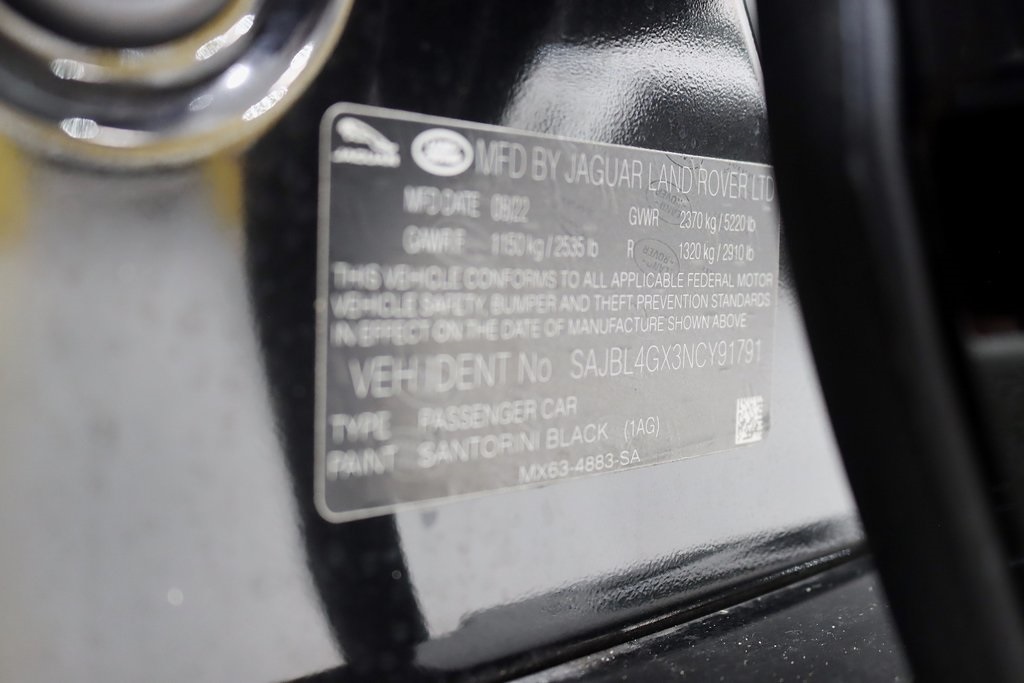 JAGUAR MFD BY JAGUAR LAND ROVER LTD
MFD DATE 09/22 GVWR 2370 kg / 5220 lb
GAWR F 1150 kg / 2535 lb R 1320 kg / 2910 lb
THIS VEHICLE CONFORMS TO ALL APPLICABLE FEDERAL MOTOR
VEHICLE SAFETY, BUMPER AND THEFT PREVENTION STANDARDS
IN EFFECT ON THE DATE OF MANUFACTURE SHOWN ABOVE
VEH IDENT No SAJBL4GX3NCY91791
TYPE PASSENGER CAR
PAINT SANTORINI BLACK (1AG)
MX63-4883-SA